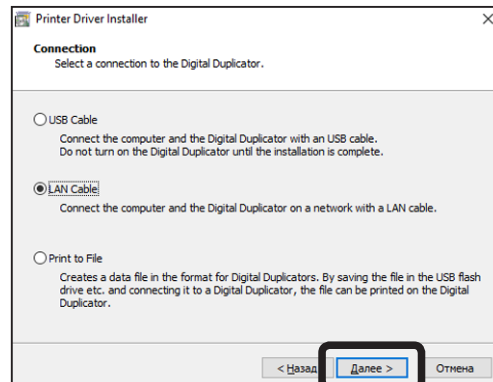 Printer Driver Installer
Connection
Select a connection to the Digital Duplicator.
USB Cable
Connect the computer and the Digital Duplicator with an USB cable.
Do not turn on the Digital Duplicator until the installation is complete.
LAN Cable
Connect the computer and the Digital Duplicator on a network with a LAN cable.
Print to File
Creates a data file in the format for Digital Duplicators. By saving the file in the USB flash
drive etc. and connecting it to a Digital Duplicator, the file can be printed on the Digital
Duplicator.
< Назад Далее > Отмена